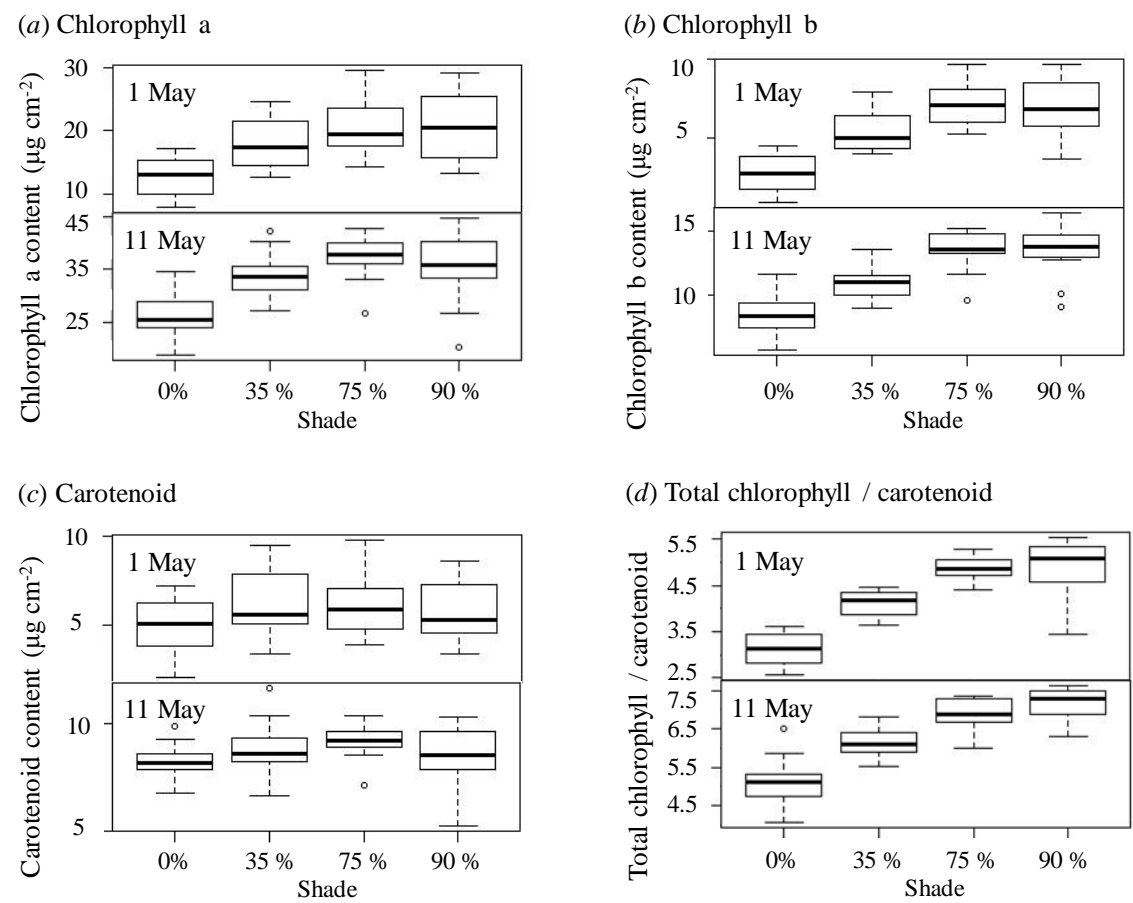 (a) Chlorophyll a
Chlorophyll a content (μg cm-2)
30
20
10
1 May
45
35
25
11 May
0% 35 % 75 % 90 %
Shade
(b) Chlorophyll b
Chlorophyll b content (μg cm-2)
10
5
1 May
15
10
11 May
0% 35 % 75 % 90 %
Shade
(c) Carotenoid
Carotenoid content (μg cm-2)
10
5
1 May
10
5
11 May
0% 35 % 75 % 90 %
Shade
(d) Total chlorophyll / carotenoid
Total chlorophyll / carotenoid
5.5
4.5
3.5
2.5
1 May
7.5
6.5
5.5
4.5
11 May
0% 35 % 75 % 90 %
Shade